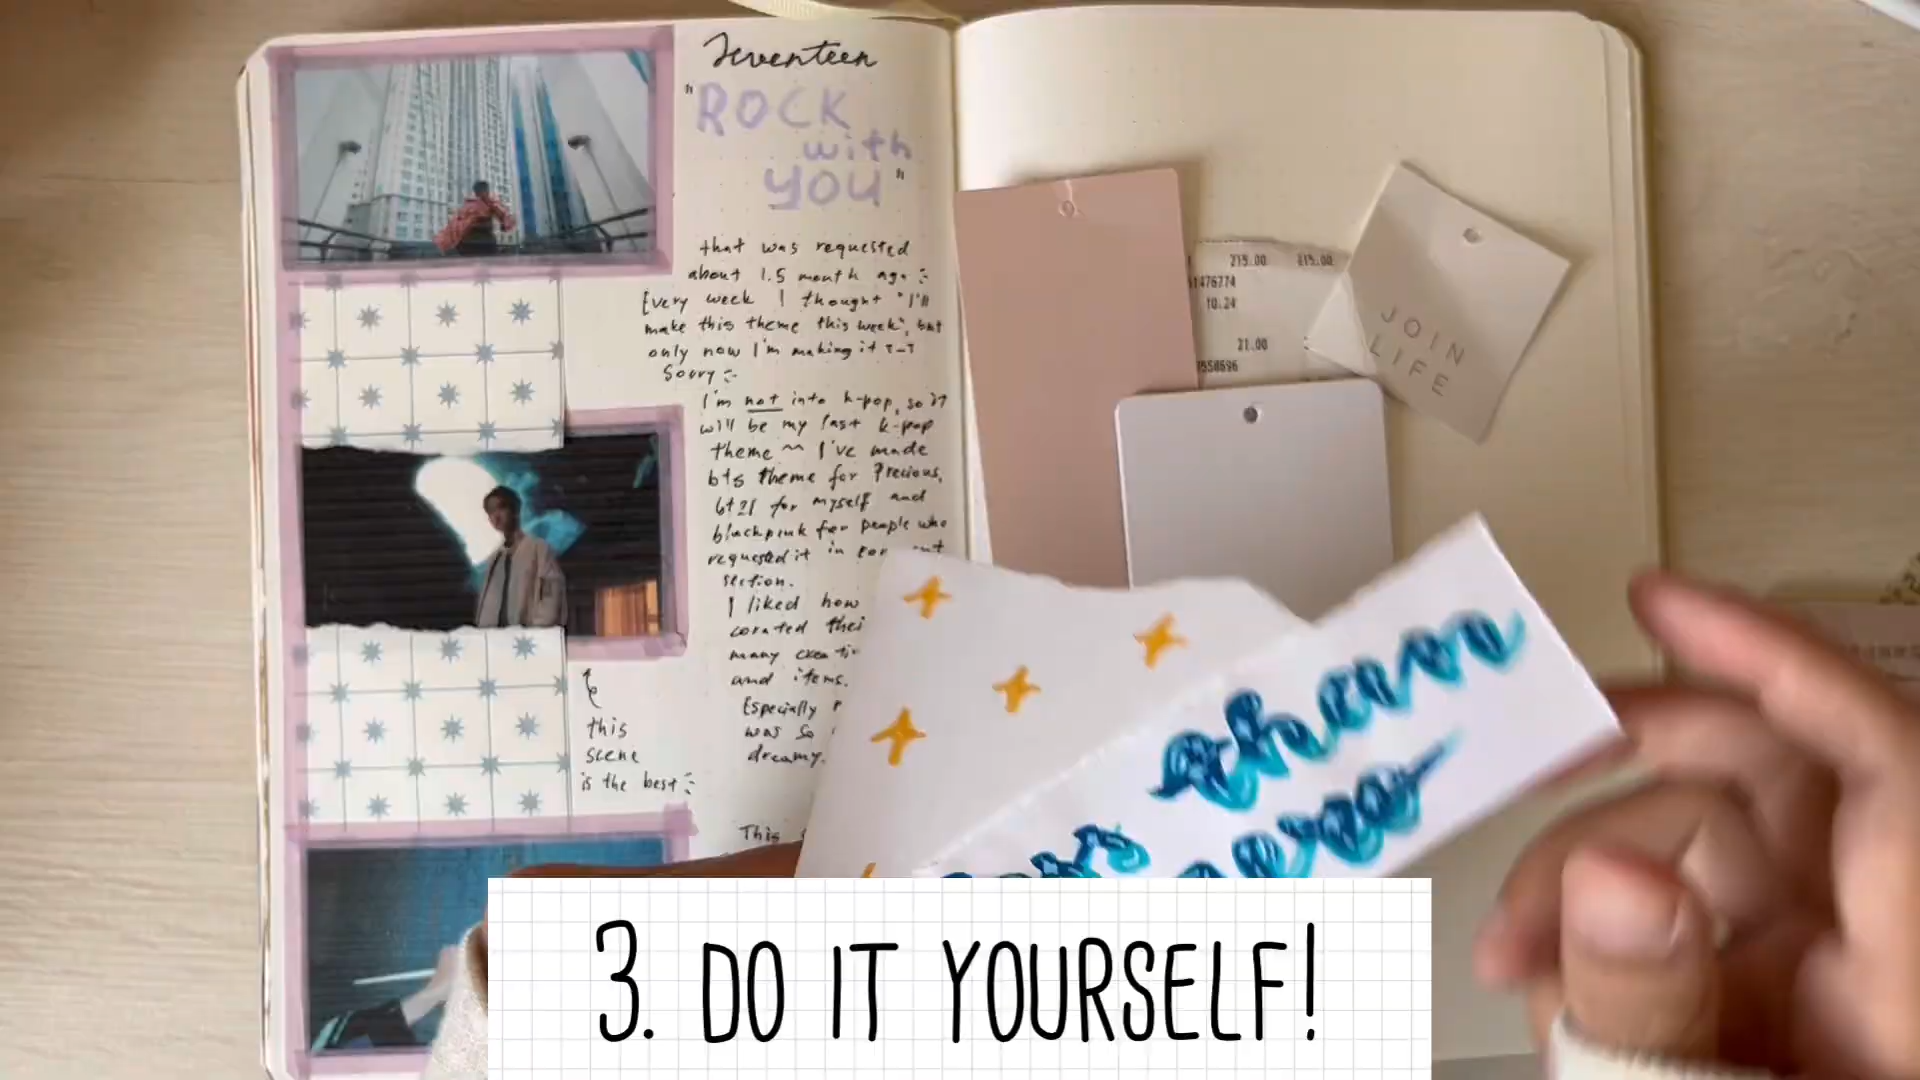 Seventeen
"ROCK
with
YOU"
that was requested
about 1.5 month ago :
Every week I thought "I'll
make this theme this week", but
only now I'm making it T-T
Sorry :
I'm not into k-pop, so it
will be my last k-pop
theme ^^ I've made
bts theme for Precious,
bt21 for myself and
blackpink for people who
requested it in
section.
I liked how
many
and items.
Especially
was so
dreamy.
this
scene
is the best :
This
215.00 215.00
10.24
21.00
JOIN
LIFE
3. DO IT YOURSELF!